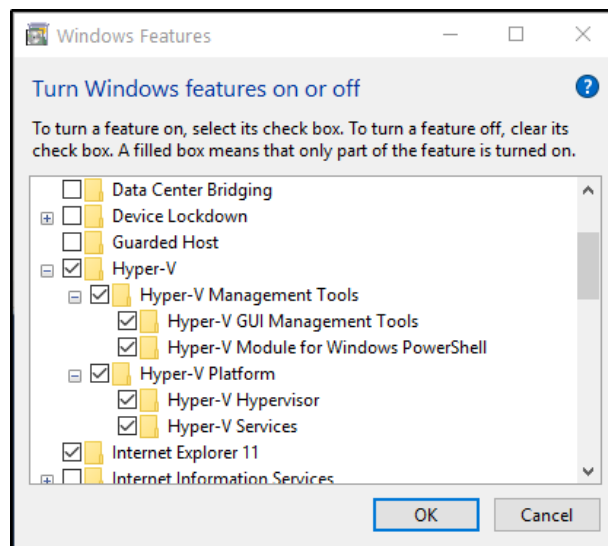 Windows Features
Turn Windows features on or off
?
To turn a feature on, select its check box. To turn a feature off, clear its
check box. A filled box means that only part of the feature is turned on.
Data Center Bridging
Device Lockdown
Guarded Host
Hyper-V
Hyper-V Management Tools
Hyper-V GUI Management Tools
Hyper-V Module for Windows PowerShell
Hyper-V Platform
Hyper-V Hypervisor
Hyper-V Services
Internet Explorer 11
Internet Information Services
OK Cancel